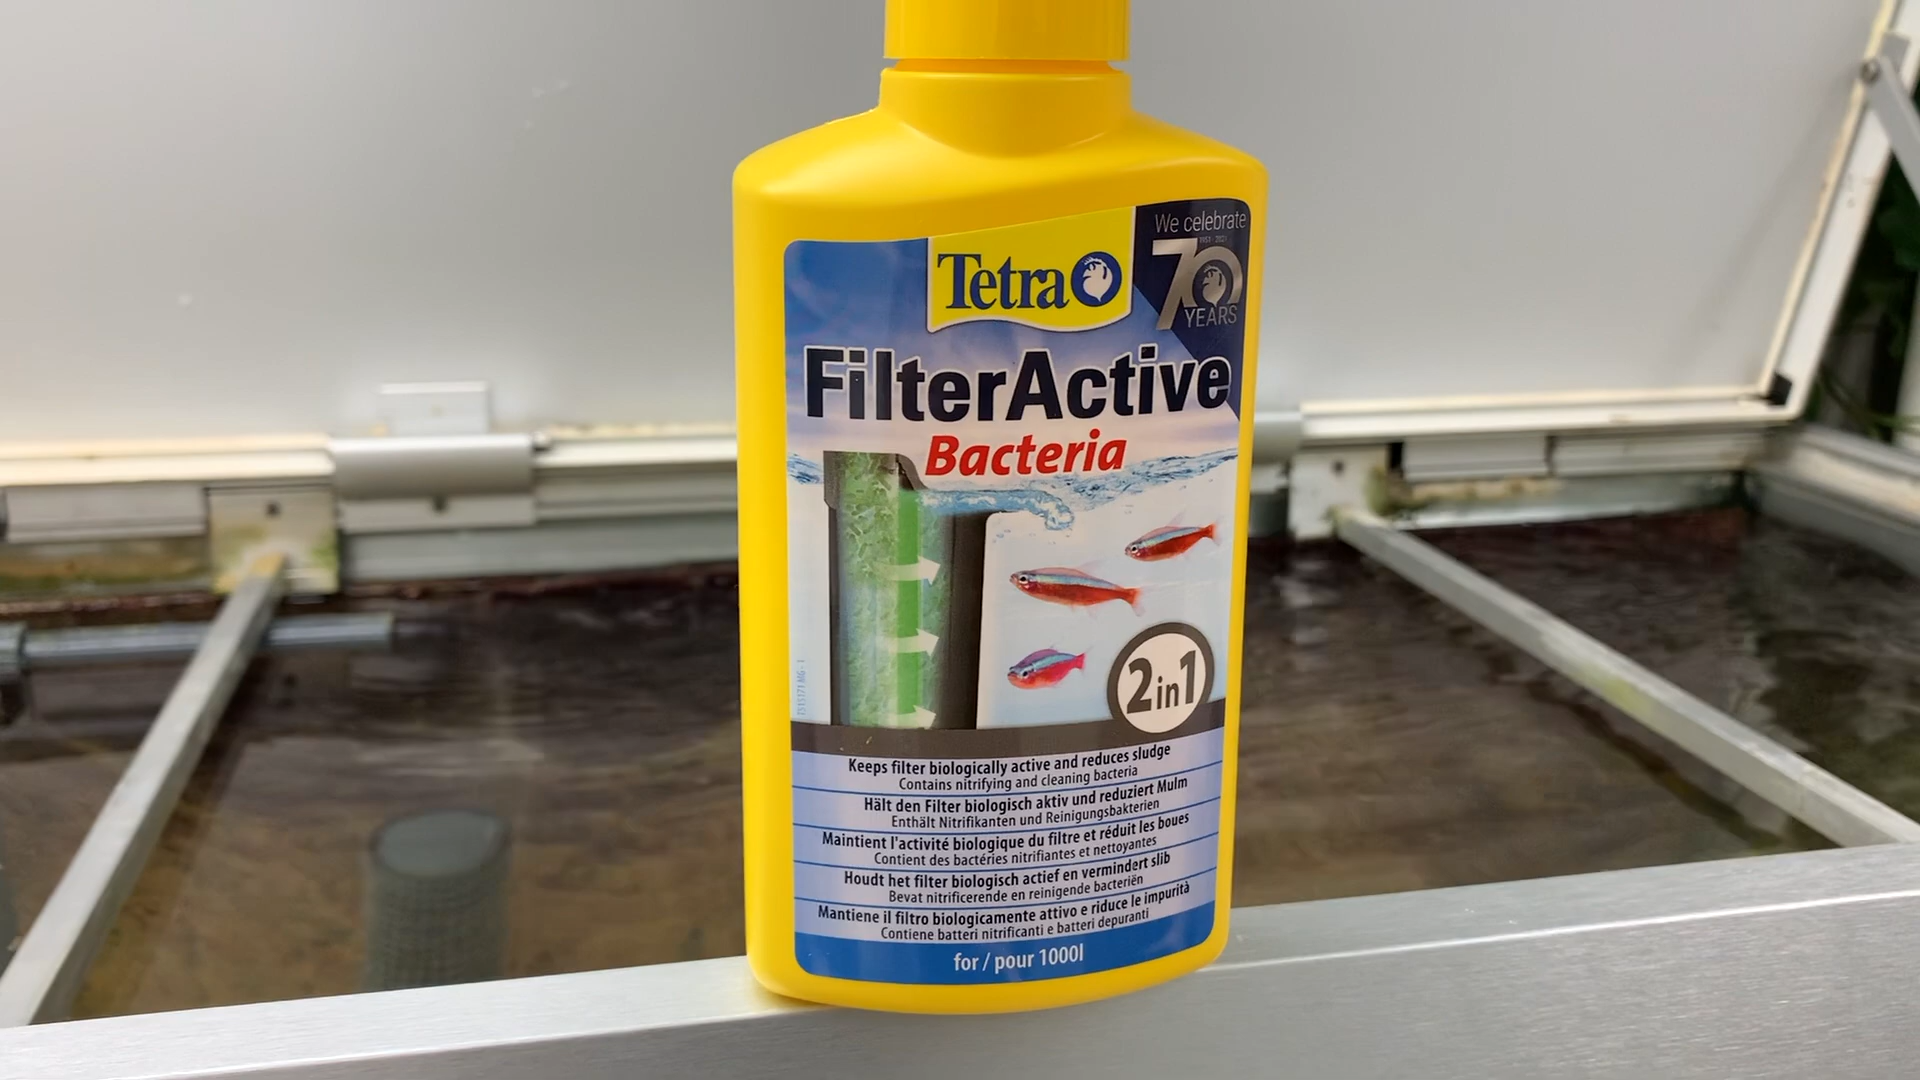 We celebrate
70
1951 - 2021
YEARS
Tetra
FilterActive
Bacteria
2in1
Keeps filter biologically active and reduces sludge
Contains nitrifying and cleaning bacteria
Hält den Filter biologisch aktiv und reduziert Mulm
Enthält Nitrifikanten und Reinigungsbakterien
Maintient l'activité biologique du filtre et réduit les boues
Contient des bactéries nitrifiantes et nettoyantes
Houdt het filter biologisch actief en vermindert slib
Bevat nitrificerende en reinigende bacteriën
Mantiene il filtro biologicamente attivo e riduce le impurità
Contiene batteri nitrificanti e batteri depuranti
for / pour 1000l